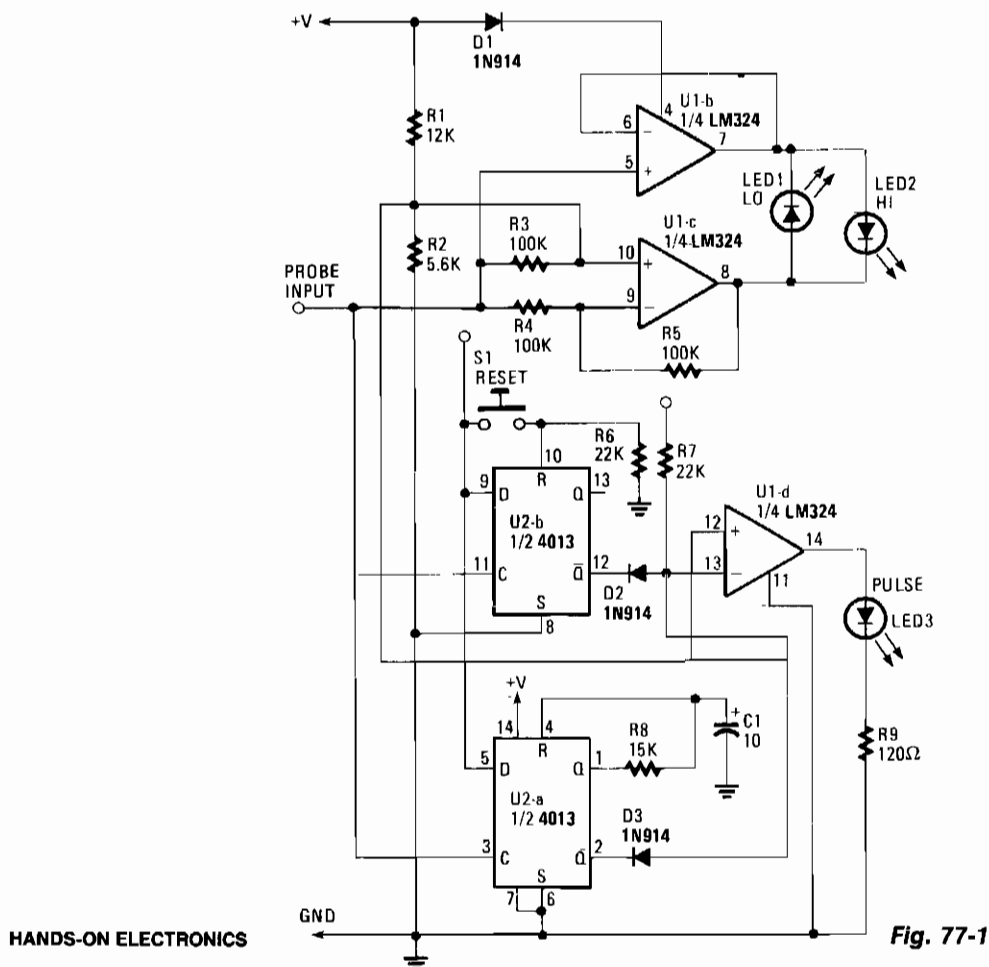 +V
D1
1N914
R1
12K
U1-b
1/4 LM324
4
6
7
5
LED1
LO
LED2
HI
R2
5.6K
R3
100K
U1-c
1/4 LM324
10
8
9
PROBE
INPUT
R4
100K
R5
100K
S1
RESET
R6
22K
R7
22K
10
R
9
D
Q
13
U2-b
1/2 4013
11
C
Q̅
12
S
8
D2
1N914
U1-d
1/4 LM324
12
14
13
11
PULSE
LED3
+V
14
4
R
5
D
Q
1
R8
15K
+
C1
10
R9
120Ω
U2-a
1/2 4013
D3
1N914
3
C
Q̅
2
S
7
6
GND
HANDS-ON ELECTRONICS
Fig. 77-1